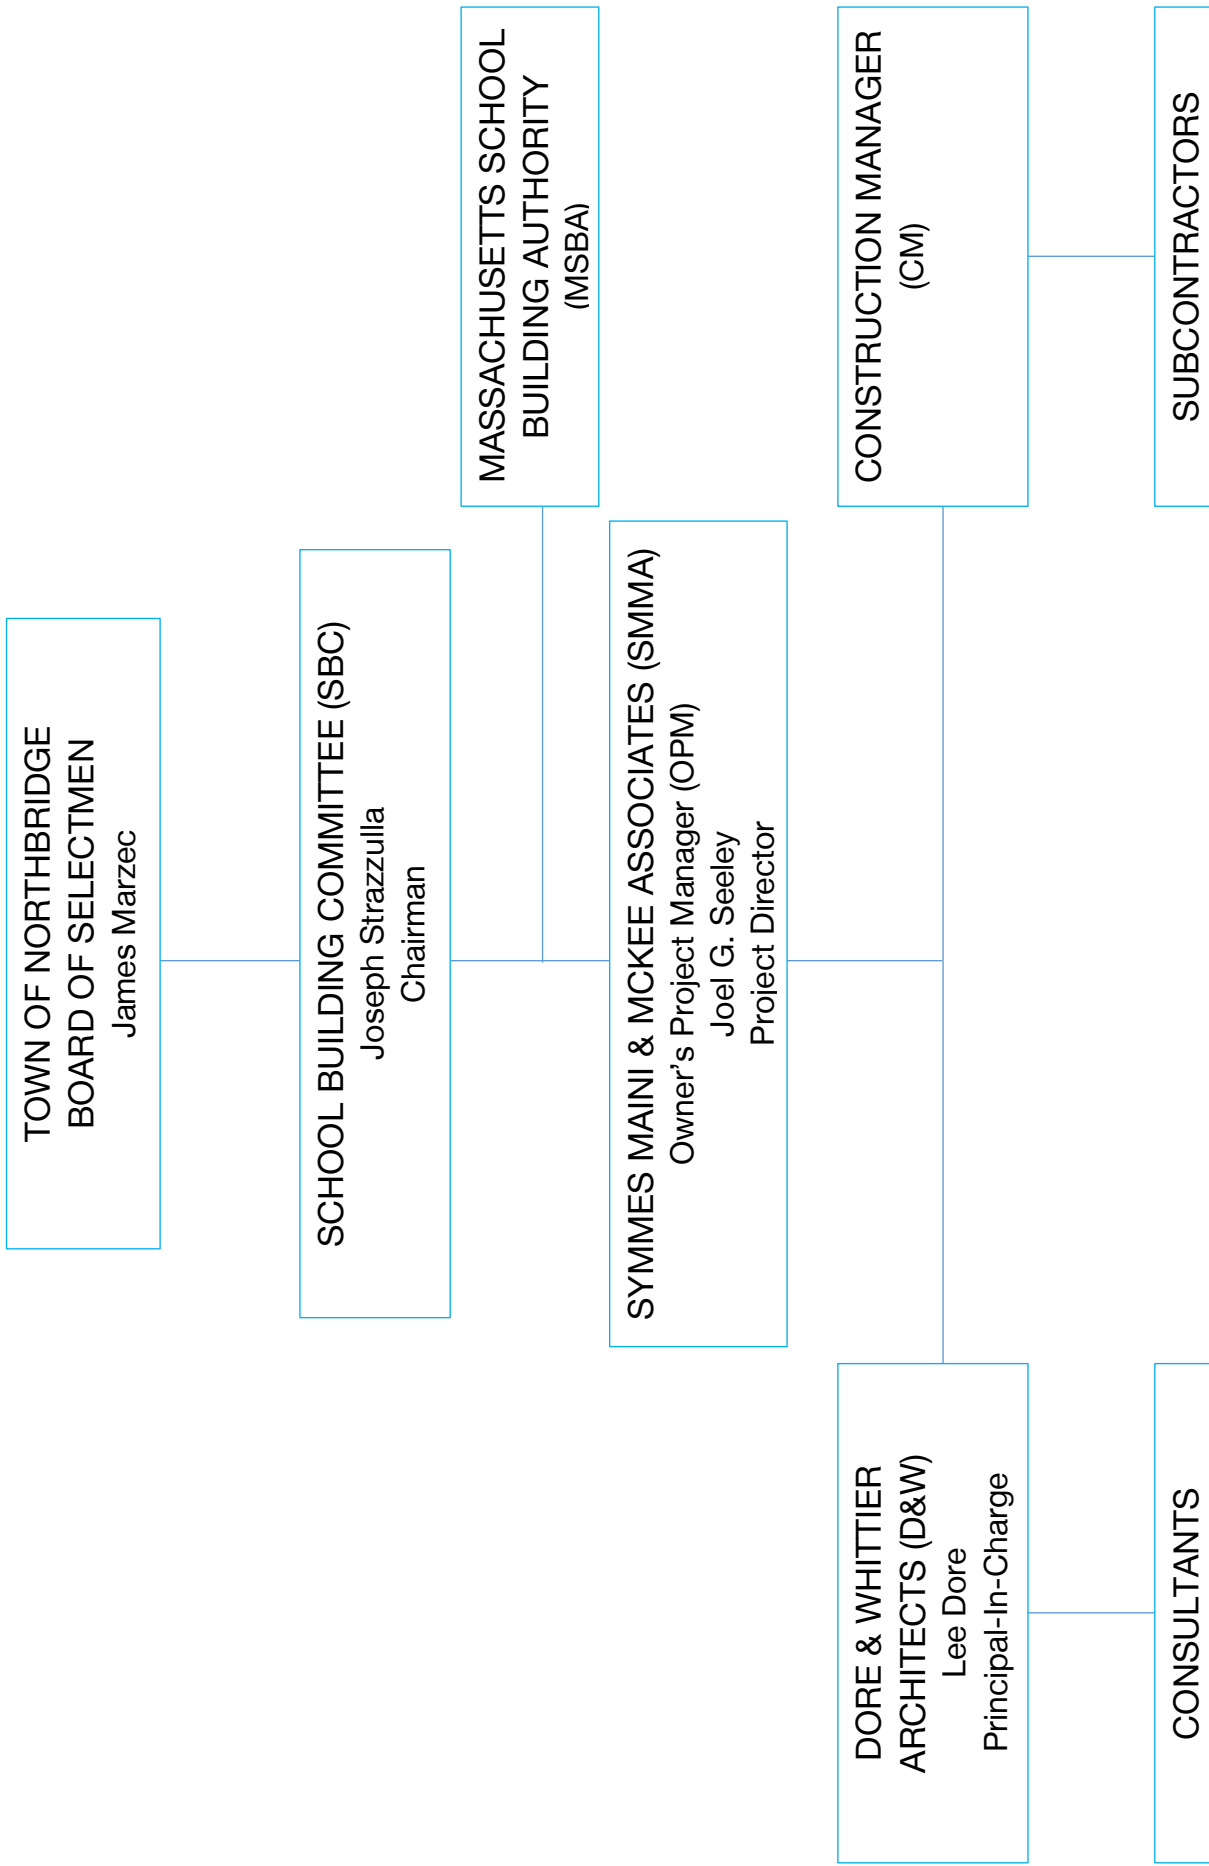 TOWN OF NORTHBRIDGE
BOARD OF SELECTMEN
James Marzec
SCHOOL BUILDING COMMITTEE (SBC)
Joseph Strazzulla
Chairman
MASSACHUSETTS SCHOOL
BUILDING AUTHORITY
(MSBA)
SYMMES MAINI & MCKEE ASSOCIATES (SMMA)
Owner's Project Manager (OPM)
Joel G. Seeley
Project Director
DORE & WHITTIER
ARCHITECTS (D&W)
Lee Dore
Principal-In-Charge
CONSTRUCTION MANAGER
(CM)
CONSULTANTS
SUBCONTRACTORS